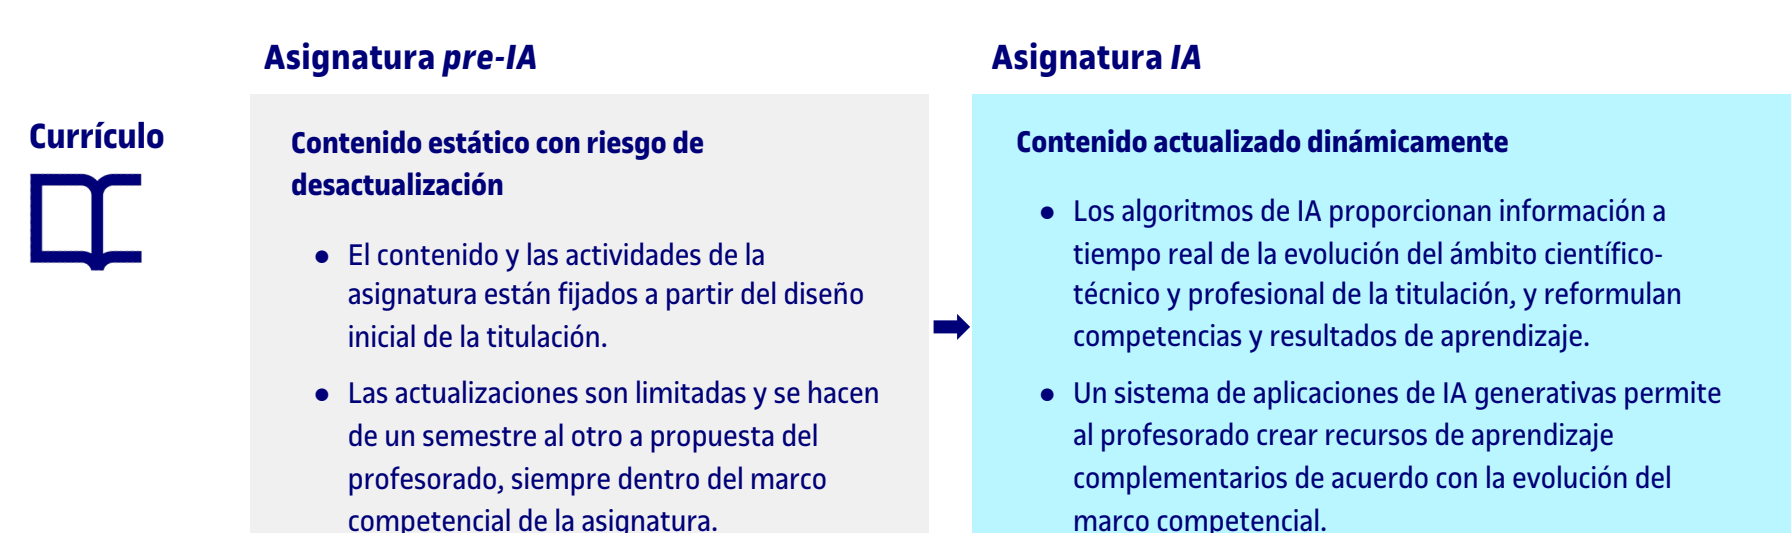 Asignatura pre-IA
Asignatura IA
Currículo
Contenido estático con riesgo de
desactualización
● El contenido y las actividades de la
asignatura están fijados a partir del diseño
inicial de la titulación.
● Las actualizaciones son limitadas y se hacen
de un semestre al otro a propuesta del
profesorado, siempre dentro del marco
competencial de la asignatura.
Contenido actualizado dinámicamente
● Los algoritmos de IA proporcionan información a
tiempo real de la evolución del ámbito científico-
técnico y profesional de la titulación, y reformulan
competencias y resultados de aprendizaje.
● Un sistema de aplicaciones de IA generativas permite
al profesorado crear recursos de aprendizaje
complementarios de acuerdo con la evolución del
marco competencial.